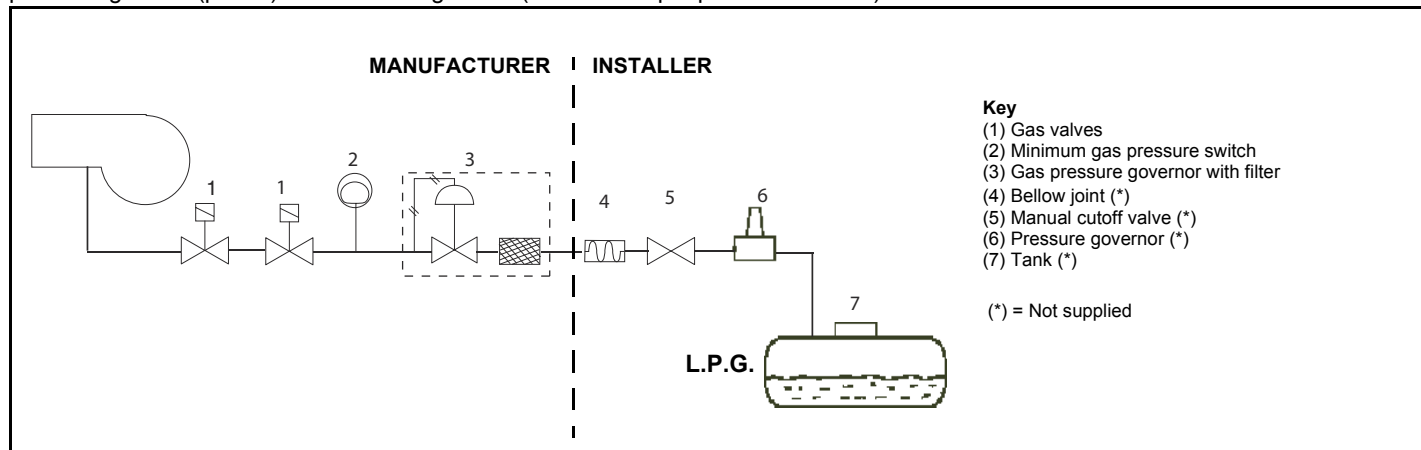 MANUFACTURER INSTALLER
1
1
2
3
4
5
6
7
L.P.G.
Key
(1) Gas valves
(2) Minimum gas pressure switch
(3) Gas pressure governor with filter
(4) Bellow joint (*)
(5) Manual cutoff valve (*)
(6) Pressure governor (*)
(7) Tank (*)
(*) = Not supplied